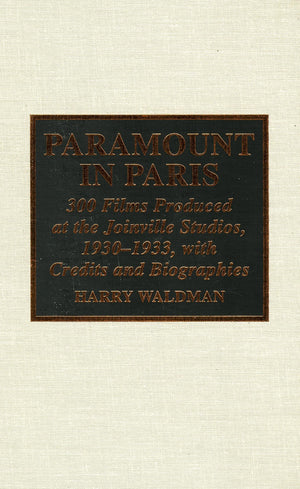 PARAMOUNT
IN PARIS
300 Films Produced
at the Joinville Studios,
1930–1933, with
Credits and Biographies
HARRY WALDMAN